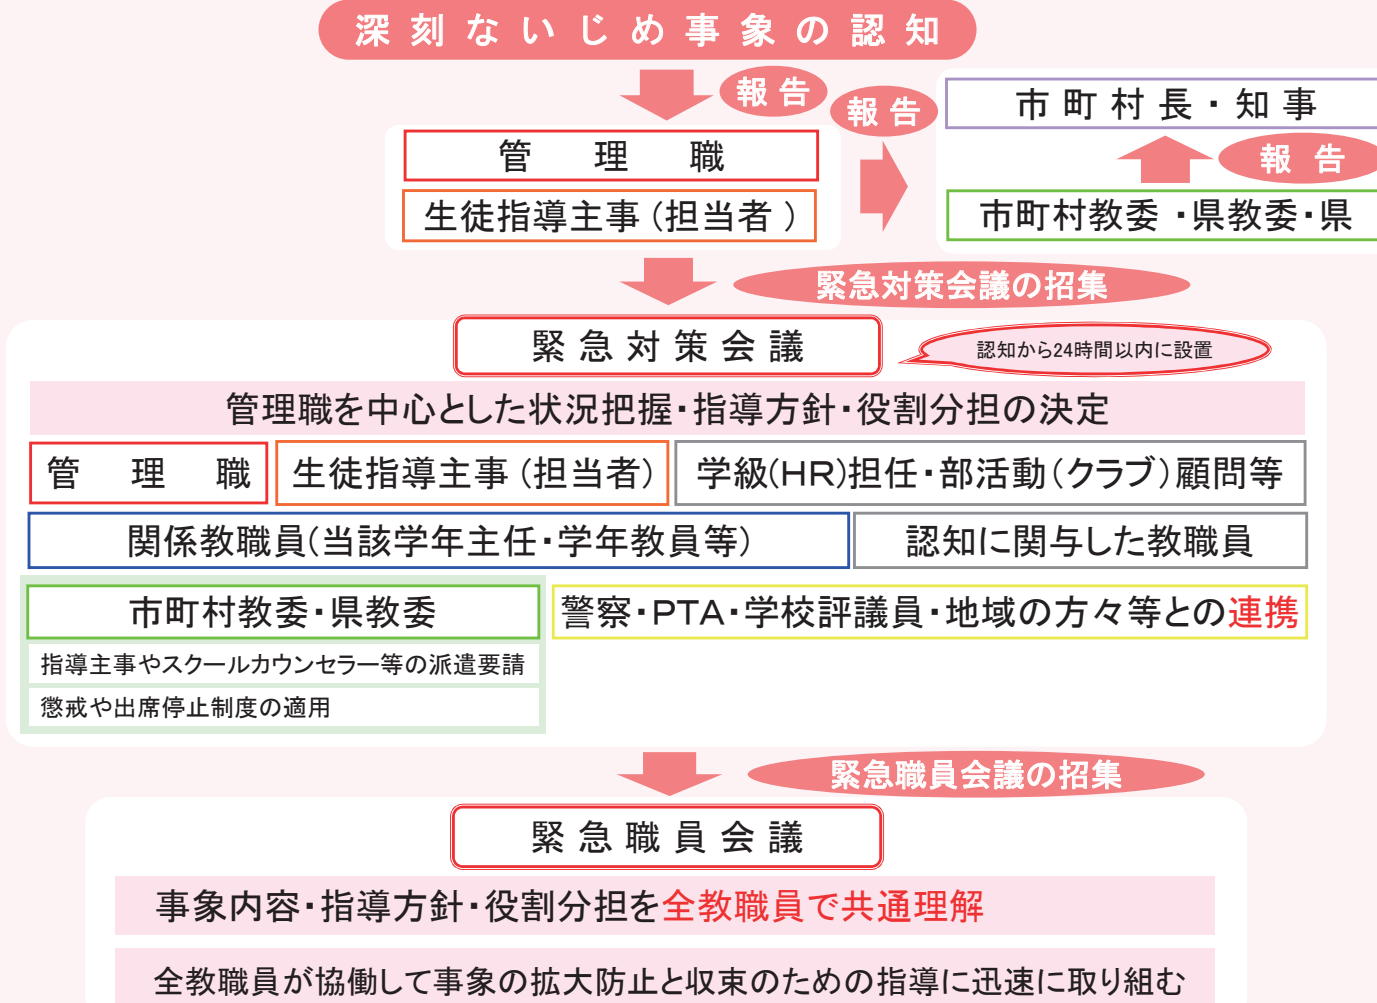 深刻ないじめ事象の認知
報告
報告
市町村長・知事
管理職
報告
生徒指導主事(担当者)
市町村教委・県教委・県
緊急対策会議の招集
緊急対策会議
認知から24時間以内に設置
管理職を中心とした状況把握・指導方針・役割分担の決定
管理職
生徒指導主事(担当者)
学級(HR)担任・部活動(クラブ)顧問等
関係教職員(当該学年主任・学年教員等)
認知に関与した教職員
市町村教委・県教委
警察・PTA・学校評議員・地域の方々等との連携
指導主事やスクールカウンセラー等の派遣要請
懲戒や出席停止制度の適用
緊急職員会議の招集
緊急職員会議
事象内容・指導方針・役割分担を全教職員で共通理解
全教職員が協働して事象の拡大防止と収束のための指導に迅速に取り組む